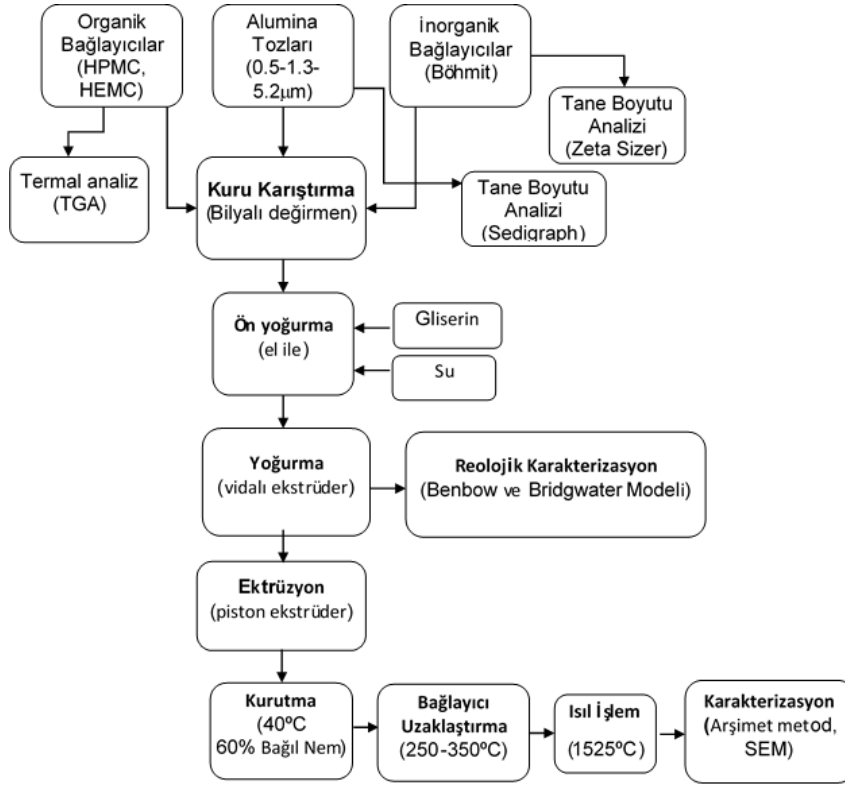 Organik
Bağlayıcılar
(HPMC,
HEMC)
Alumina
Tozları
(0.5-1.3-
5.2μm)
İnorganik
Bağlayıcılar
(Böhmit)
Tane Boyutu
Analizi
(Zeta Sizer)
Termal analiz
(TGA)
Kuru Karıştırma
(Bilyalı değirmen)
Tane Boyutu
Analizi
(Sedigraph)
Ön yoğurma
(el ile)
Gliserin
Su
Yoğurma
(vidalı ekstrüder)
Reolojik Karakterizasyon
(Benbow ve Bridgwater Modeli)
Ektrüzyon
(piston ekstrüder)
Kurutma
(40ºC
60% Bağıl Nem)
Bağlayıcı
Uzaklaştırma
(250-350ºC)
Isıl İşlem
(1525ºC)
Karakterizasyon
(Arşimet metod,
SEM)